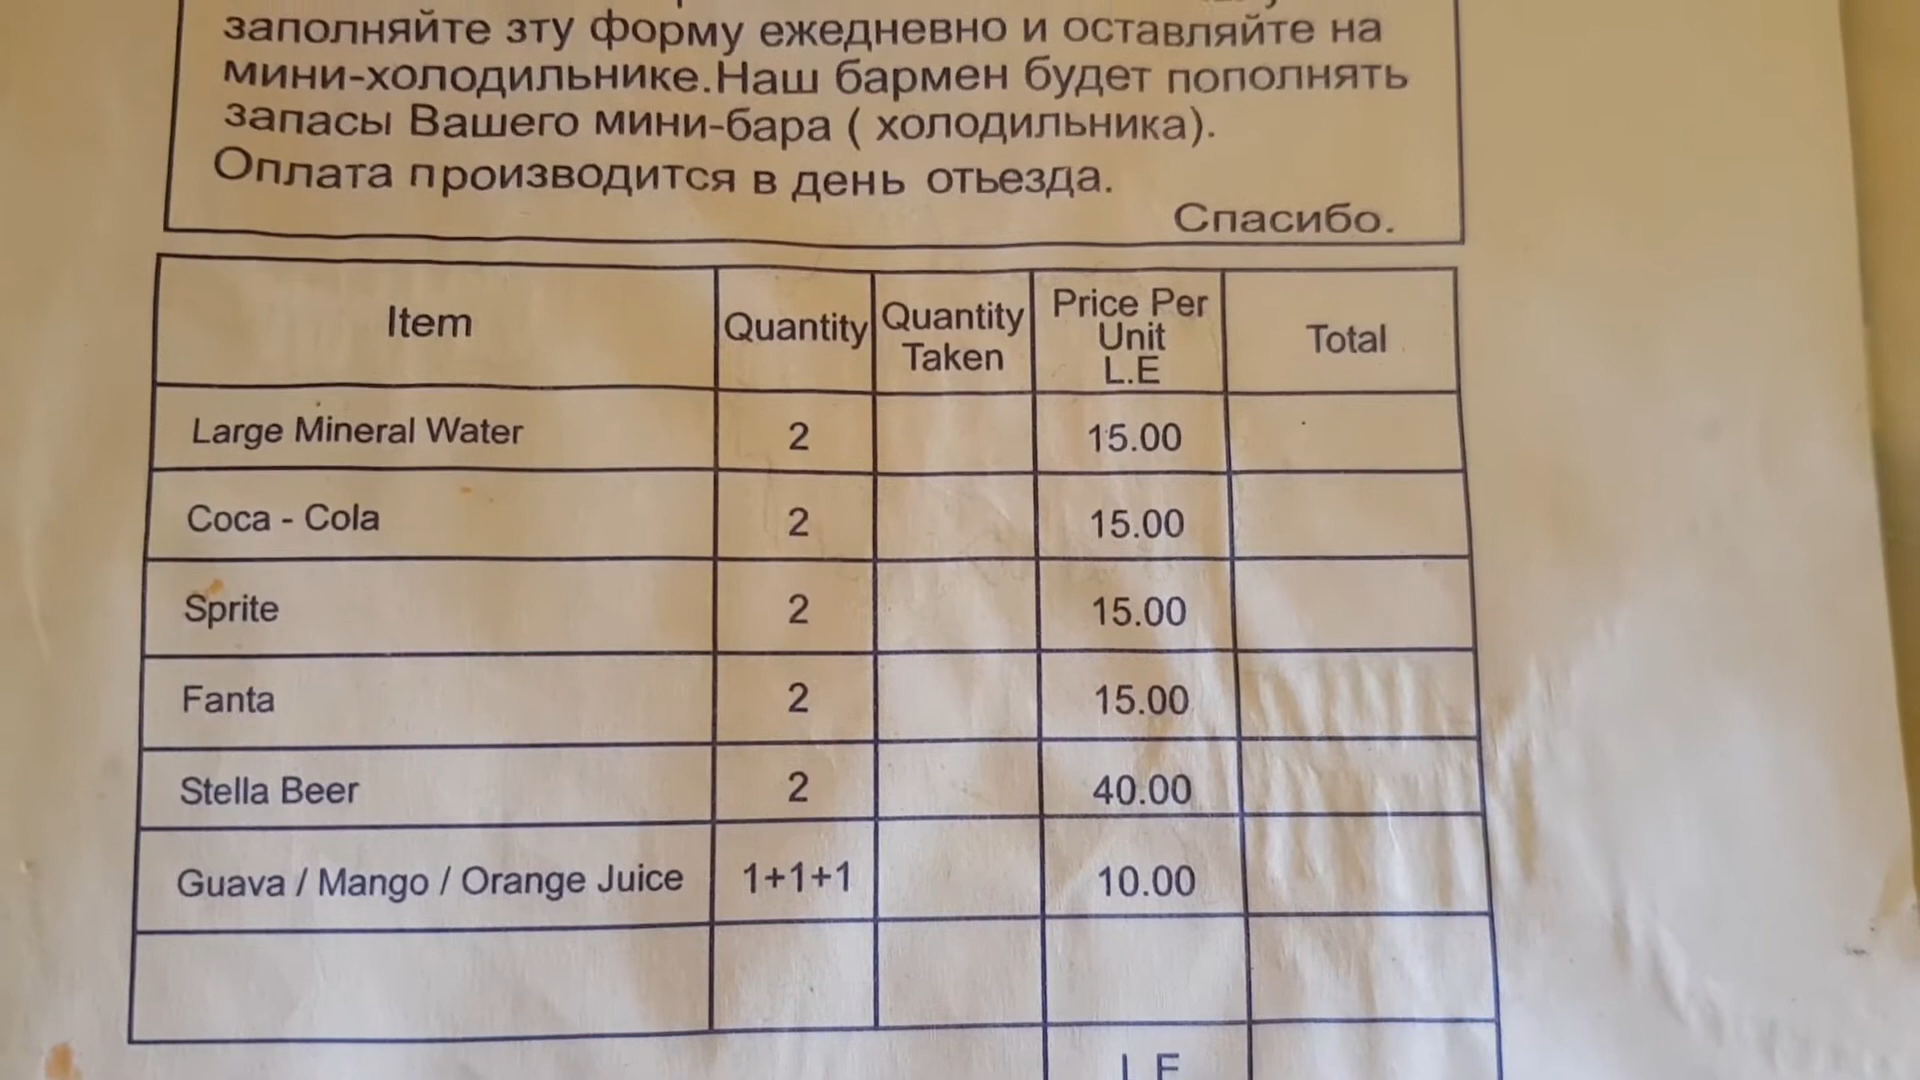 заполняйте зту форму ежедневно и оставляйте на
мини-холодильнике.Наш бармен будет пополнять
запасы Вашего мини-бара ( холодильника).
Оплата производится в день отьезда.
Спасибо.
Item Quantity Quantity Taken Price Per Unit L.E Total
Large Mineral Water 2 15.00
Coca - Cola 2 15.00
Sprite 2 15.00
Fanta 2 15.00
Stella Beer 2 40.00
Guava / Mango / Orange Juice 1+1+1 10.00
L.E